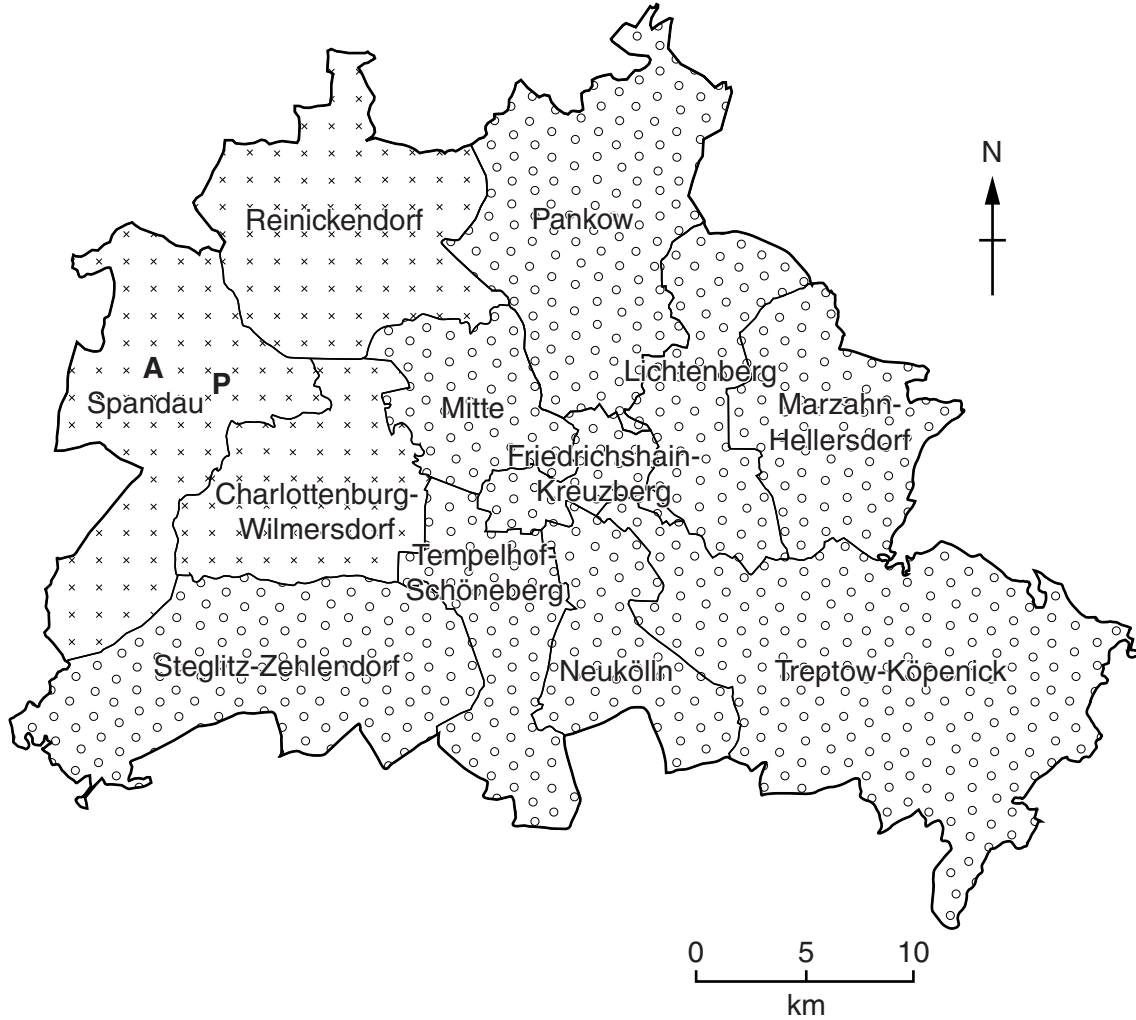 N
Reinickendorf
Pankow
A
P
Spandau
Lichtenberg
Mitte
Marzahn-
Hellersdorf
Friedrichshain-
Kreuzberg
Charlottenburg-
Wilmersdorf
Tempelhof-
Schöneberg
Steglitz-Zehlendorf
Neukölln
Treptow-Köpenick
0 5 10
km